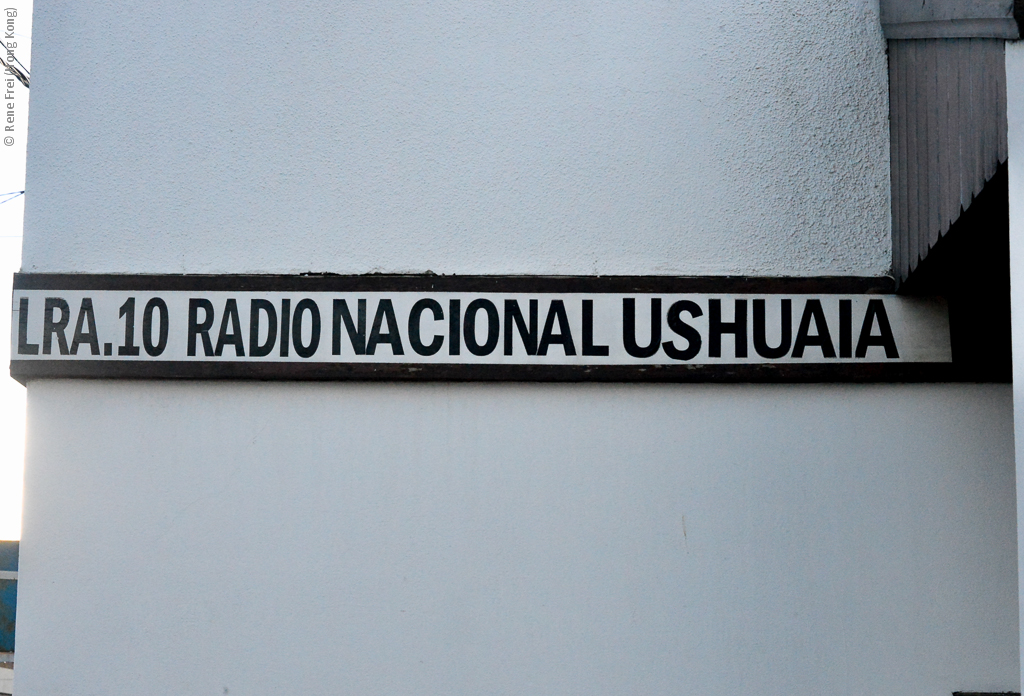 © Rene Frei (Hong Kong)
LRA.10 RADIO NACIONAL USHUAIA